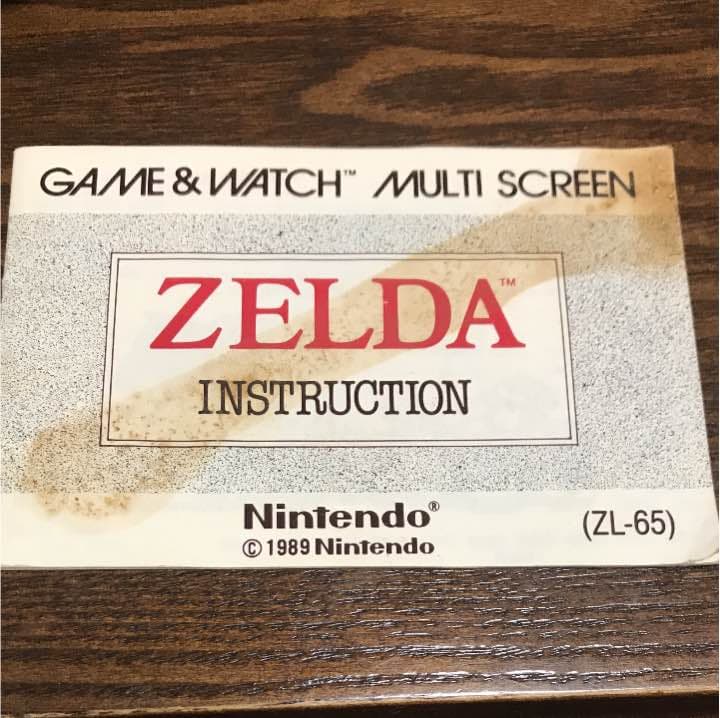 GAME & WATCH™ MULTI SCREEN
ZELDA™
INSTRUCTION
Nintendo®
© 1989 Nintendo
(ZL-65)